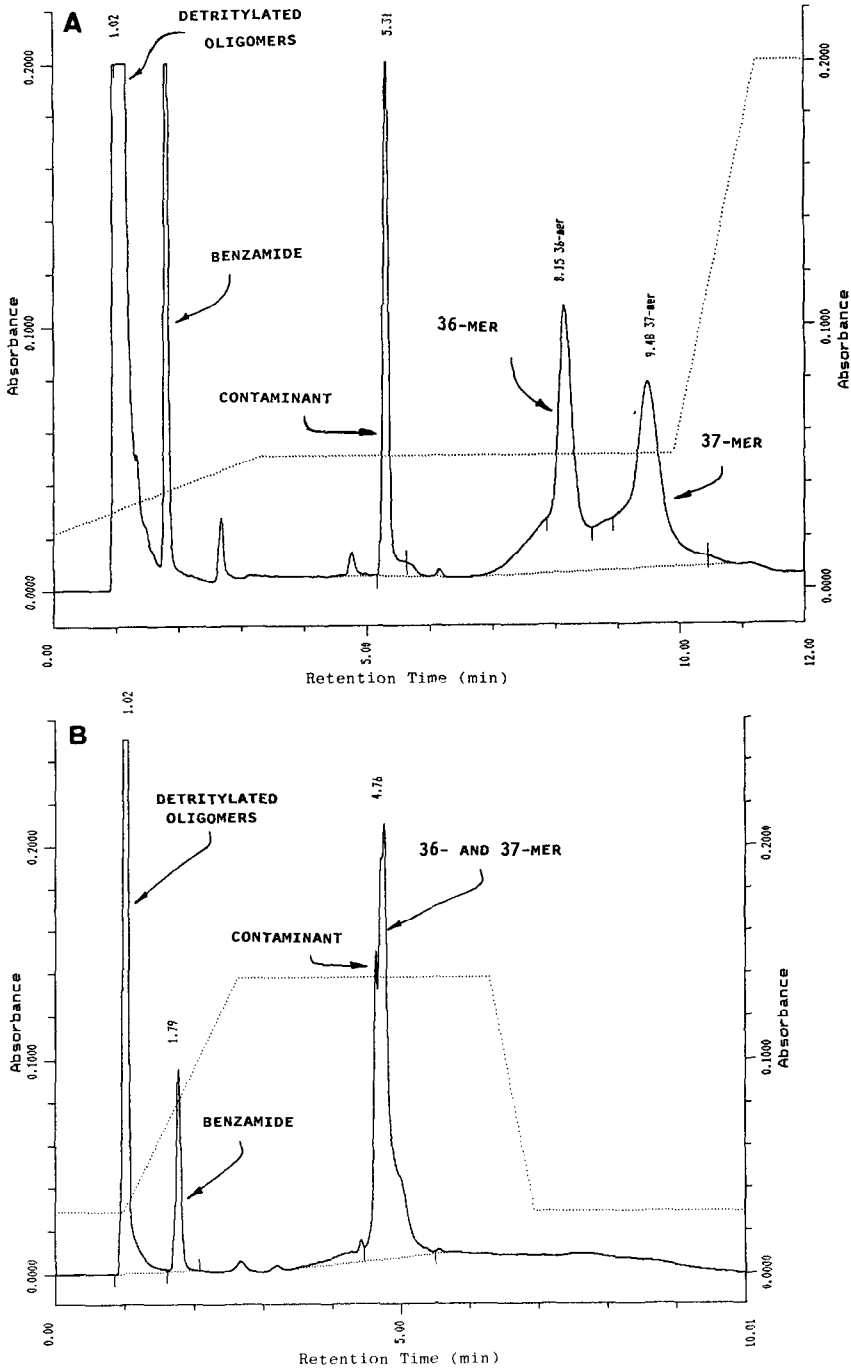 A
DETRITYLATED
OLIGOMERS
1.02
5.31
0.2000
0.2000
BENZAMIDE
8.15 36-mer
9.48 37-mer
36-MER
0.1000
0.1000
Absorbance
Absorbance
CONTAMINANT
37-MER
0.0000
0.0000
0.00
5.00
10.00
12.00
Retention Time (min)
B
1.02
4.76
DETRITYLATED
OLIGOMERS
0.2000
0.2000
36- AND 37-MER
CONTAMINANT
Absorbance
Absorbance
1.79
0.1000
0.1000
BENZAMIDE
0.0000
0.0000
0.00
5.00
10.01
Retention Time (min)